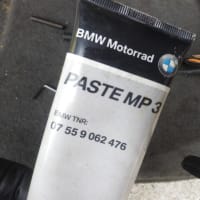 BMW Motorrad
PASTE MP 3
BMW TNR:
07 55 9 062 476